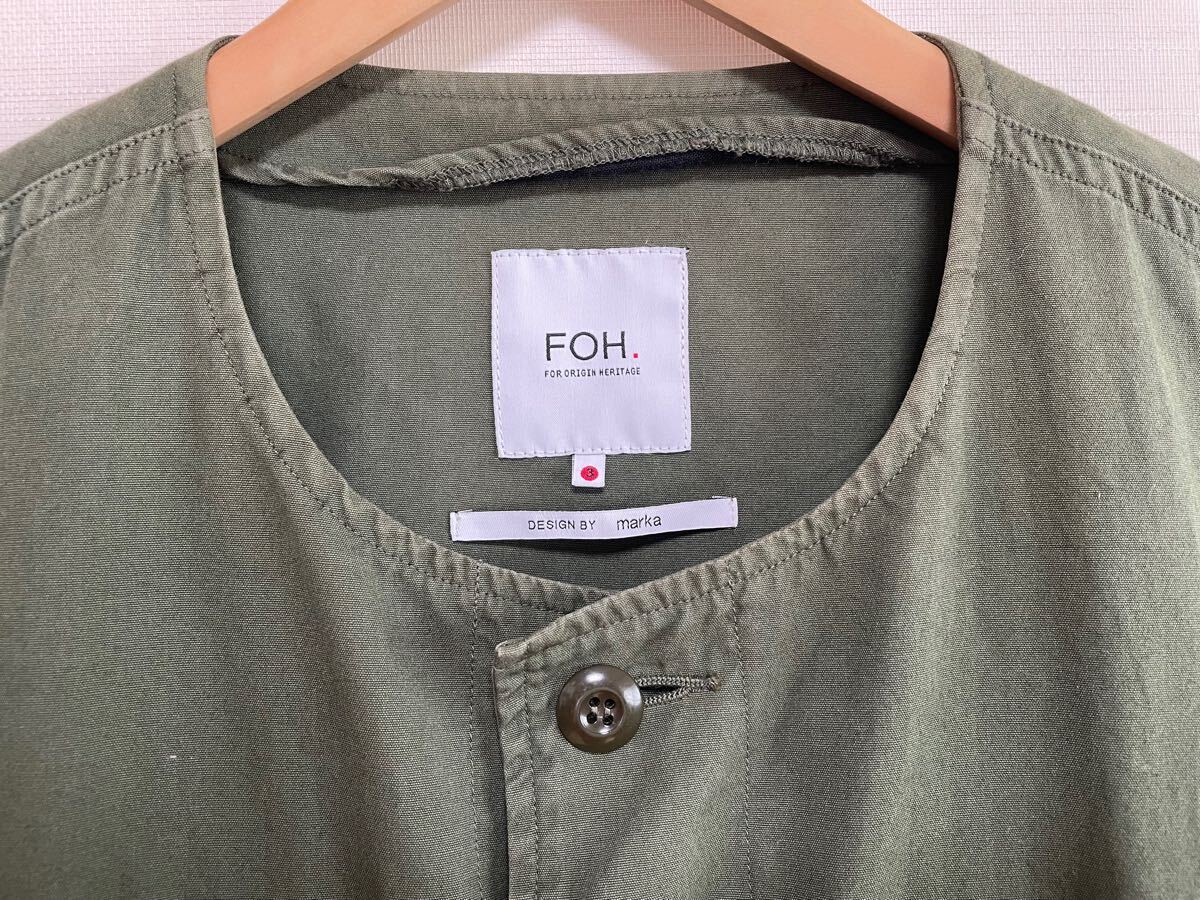 FOH.
FOR ORIGIN HERITAGE
3
DESIGN BY marka